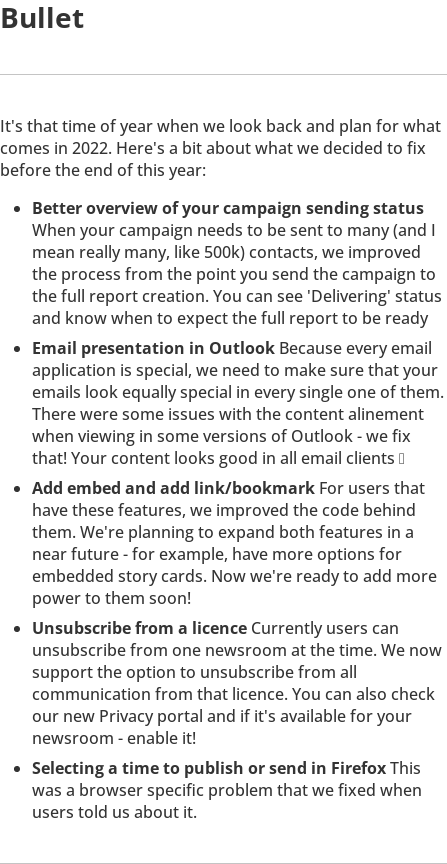 Bullet
It's that time of year when we look back and plan for what
comes in 2022. Here's a bit about what we decided to fix
before the end of this year:
• Better overview of your campaign sending status
When your campaign needs to be sent to many (and I
mean really many, like 500k) contacts, we improved
the process from the point you send the campaign to
the full report creation. You can see 'Delivering' status
and know when to expect the full report to be ready
• Email presentation in Outlook Because every email
application is special, we need to make sure that your
emails look equally special in every single one of them.
There were some issues with the content alinement
when viewing in some versions of Outlook - we fix
that! Your content looks good in all email clients
• Add embed and add link/bookmark For users that
have these features, we improved the code behind
them. We're planning to expand both features in a
near future - for example, have more options for
embedded story cards. Now we're ready to add more
power to them soon!
• Unsubscribe from a licence Currently users can
unsubscribe from one newsroom at the time. We now
support the option to unsubscribe from all
communication from that licence. You can also check
our new Privacy portal and if it's available for your
newsroom - enable it!
• Selecting a time to publish or send in Firefox This
was a browser specific problem that we fixed when
users told us about it.